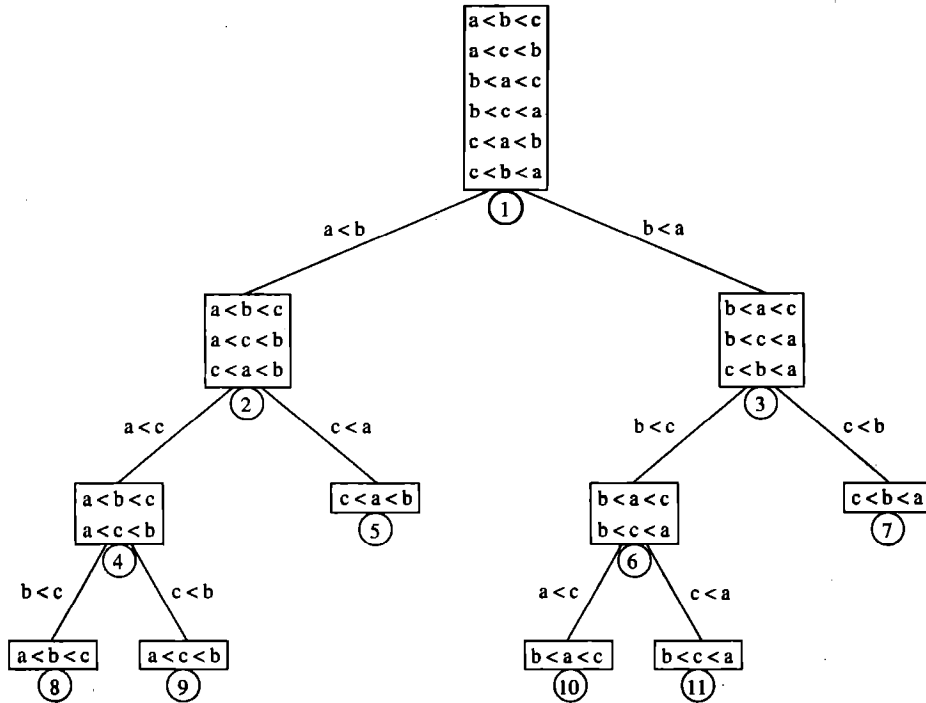 a < b < c
a < c < b
b < a < c
b < c < a
c < a < b
c < b < a
1
a < b
b < a
a < b < c
a < c < b
c < a < b
2
b < a < c
b < c < a
c < b < a
3
a < c
c < a
b < c
c < b
a < b < c
a < c < b
4
c < a < b
5
b < a < c
b < c < a
6
c < b < a
7
b < c
c < b
a < c
c < a
a < b < c
8
a < c < b
9
b < a < c
10
b < c < a
11